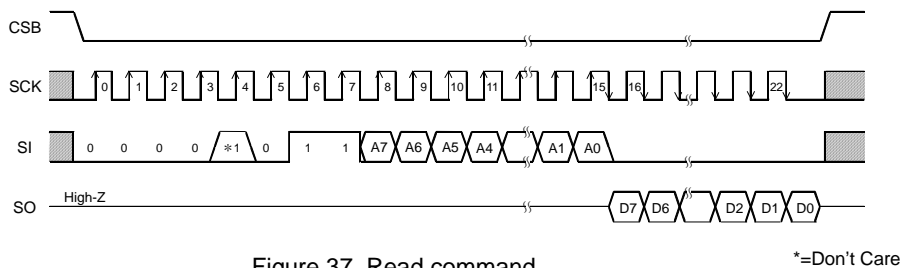 CSB
SCK 0 1 2 3 4 5 6 7 8 9 10 11 15 16 22
SI 0 0 0 0 *1 0 1 1 A7 A6 A5 A4 A1 A0
SO High-Z D7 D6 D2 D1 D0
*=Don't Care
Figure 37. Read command